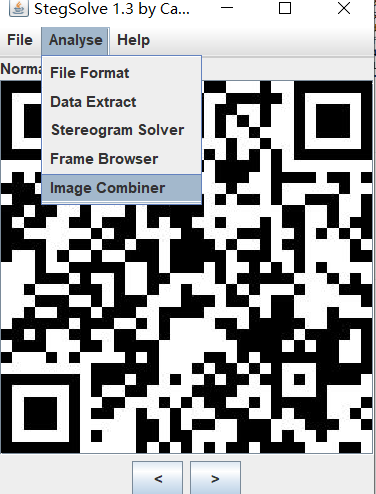 StegSolve 1.3 by Ca...
File Analyse Help
Norma
File Format
Data Extract
Stereogram Solver
Frame Browser
Image Combiner
< >